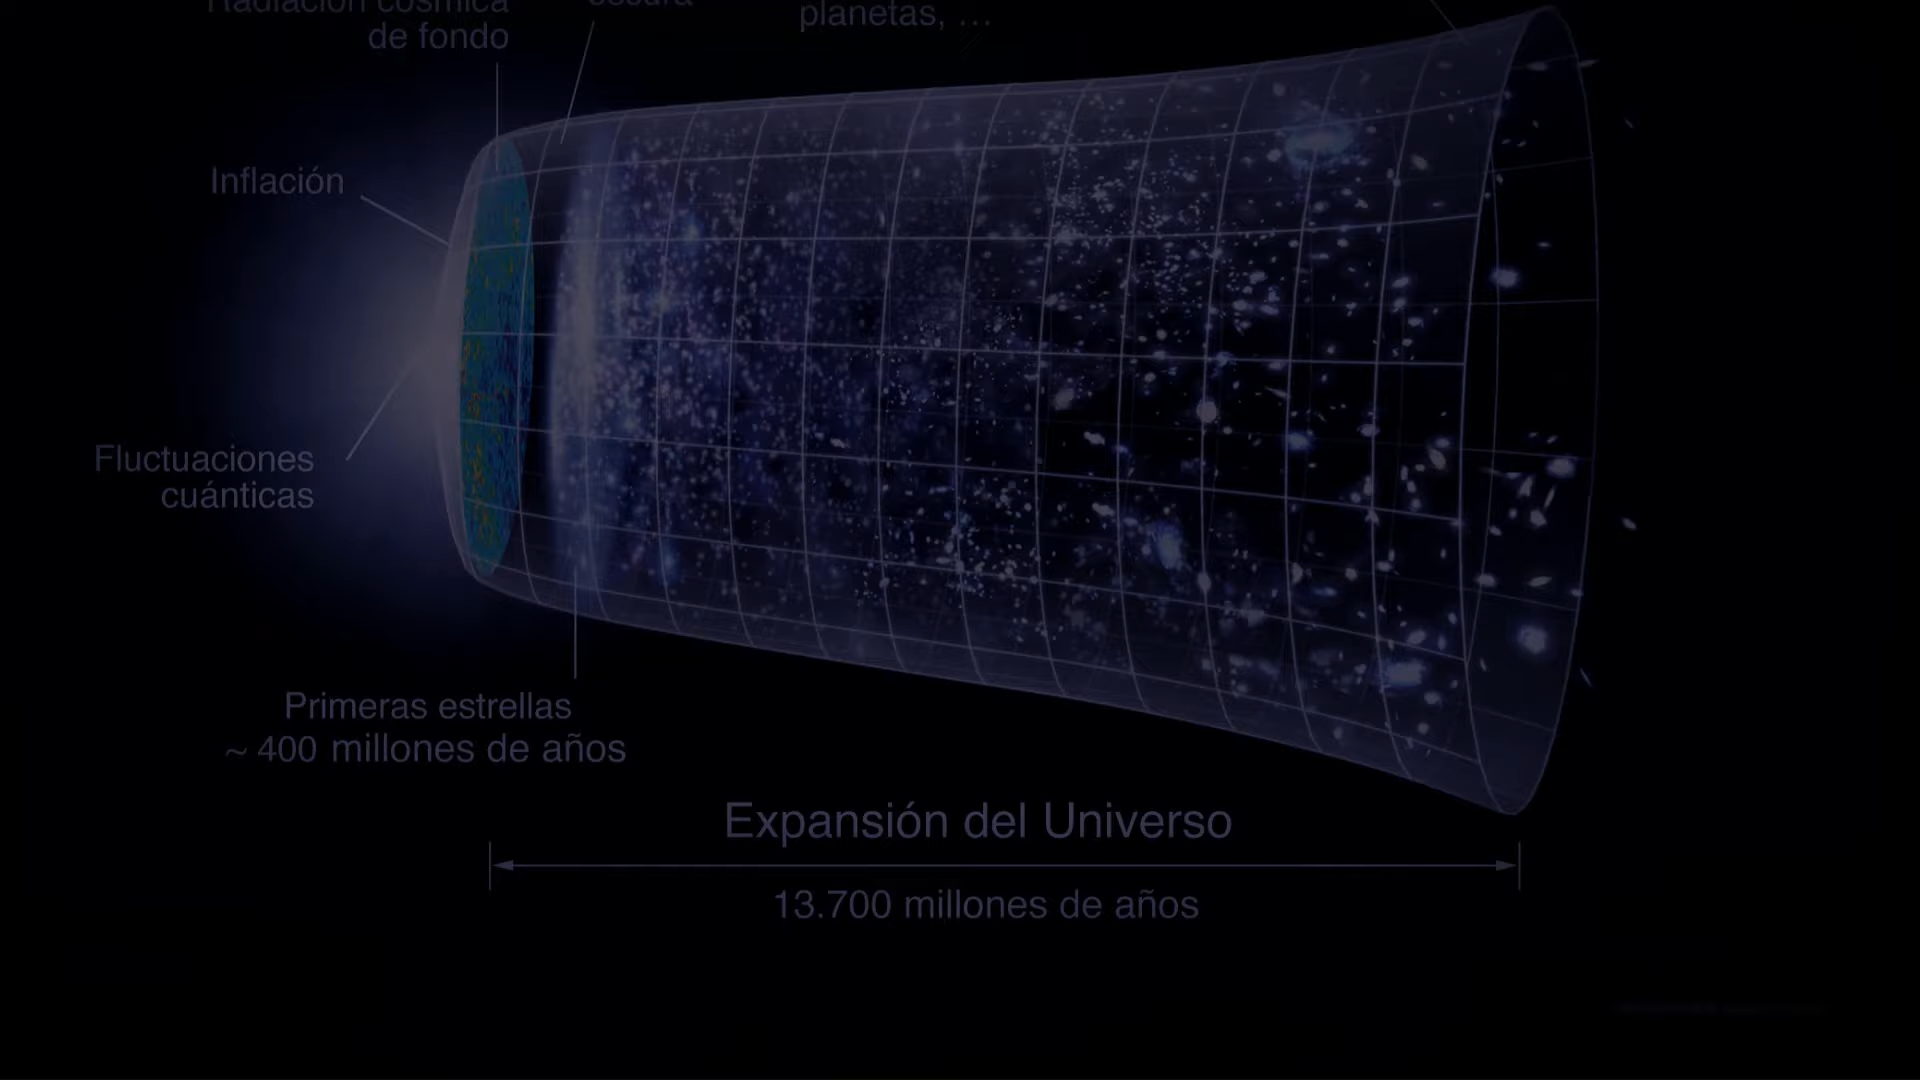 Radiación cósmica
de fondo
oscura
planetas, ...
Inflación
Fluctuaciones
cuánticas
Primeras estrellas
~ 400 millones de años
Expansión del Universo
13.700 millones de años